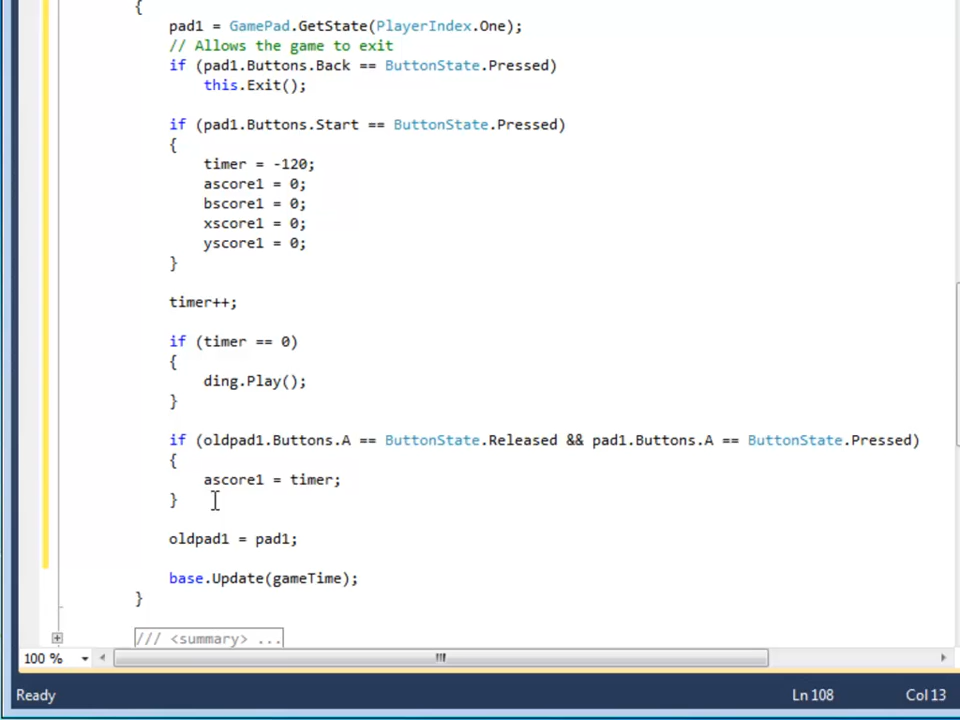 {
pad1 = GamePad.GetState(PlayerIndex.One);
// Allows the game to exit
if (pad1.Buttons.Back == ButtonState.Pressed)
this.Exit();
if (pad1.Buttons.Start == ButtonState.Pressed)
{
timer = -120;
ascore1 = 0;
bscore1 = 0;
xscore1 = 0;
yscore1 = 0;
}
timer++;
if (timer == 0)
{
ding.Play();
}
if (oldpad1.Buttons.A == ButtonState.Released && pad1.Buttons.A == ButtonState.Pressed)
{
ascore1 = timer;
}
oldpad1 = pad1;
base.Update(gameTime);
}
/// <summary> ...
100 %
Ready Ln 108 Col 13